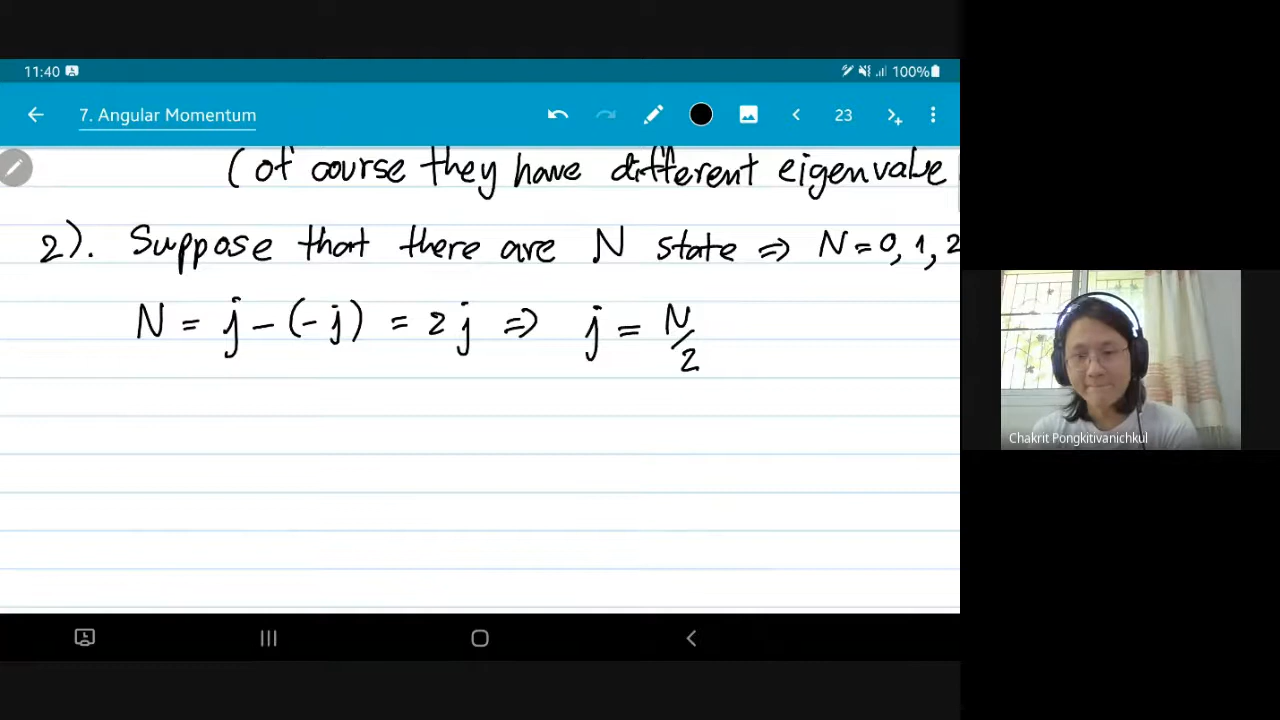 11:40 100%
7. Angular Momentum 23
(of course they have different eigenvalue
2). Suppose that there are N state ⇒ N = 0, 1, 2
N = j - (-j) = 2j ⇒ j = N/2
Chakrit Pongkitivanichkul